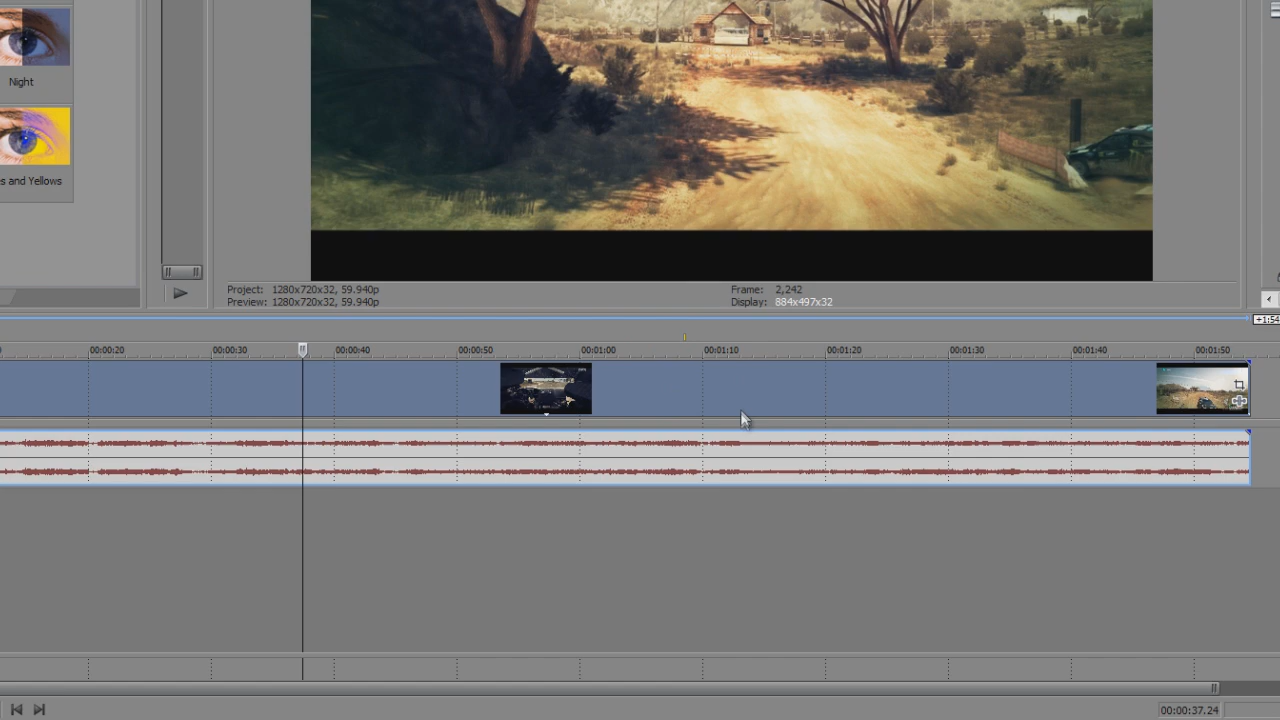 Night
s and Yellows
Project: 1280x720x32, 59.940p
Preview: 1280x720x32, 59.940p
Frame: 2,242
Display: 884x497x32
+1:54
00:00:20 00:00:30 00:00:40 00:00:50 00:01:00 00:01:10 00:01:20 00:01:30 00:01:40 00:01:50
00:00:37.24